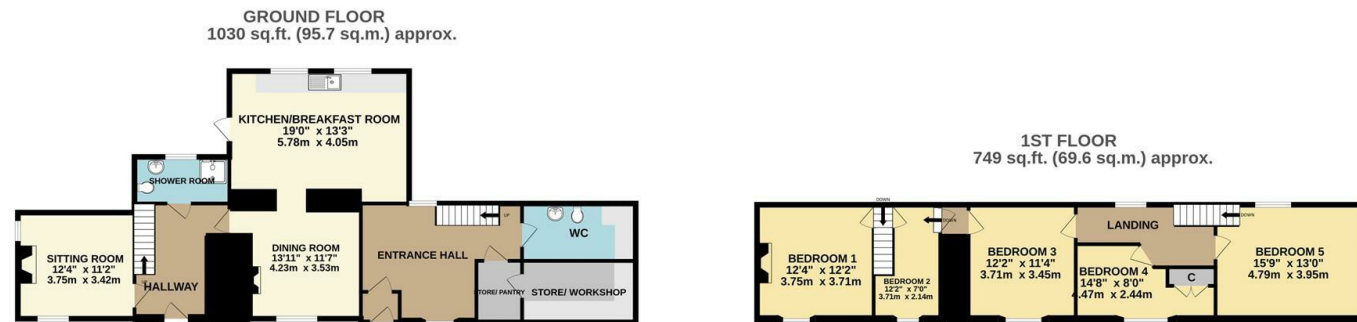 GROUND FLOOR
1030 sq.ft. (95.7 sq.m.) approx.
KITCHEN/BREAKFAST ROOM
19'0" x 13'3"
5.78m x 4.05m
SHOWER ROOM
SITTING ROOM
12'4" x 11'2"
3.75m x 3.42m
HALLWAY
DINING ROOM
13'11" x 11'7"
4.23m x 3.53m
ENTRANCE HALL
UP
WC
STORE/ PANTRY
STORE/ WORKSHOP
1ST FLOOR
749 sq.ft. (69.6 sq.m.) approx.
DOWN
BEDROOM 1
12'4" x 12'2"
3.75m x 3.71m
BEDROOM 2
12'2" x 7'0"
3.71m x 2.14m
DOWN
BEDROOM 3
12'2" x 11'4"
3.71m x 3.45m
LANDING
DOWN
BEDROOM 4
14'8" x 8'0"
4.47m x 2.44m
C
BEDROOM 5
15'9" x 13'0"
4.79m x 3.95m